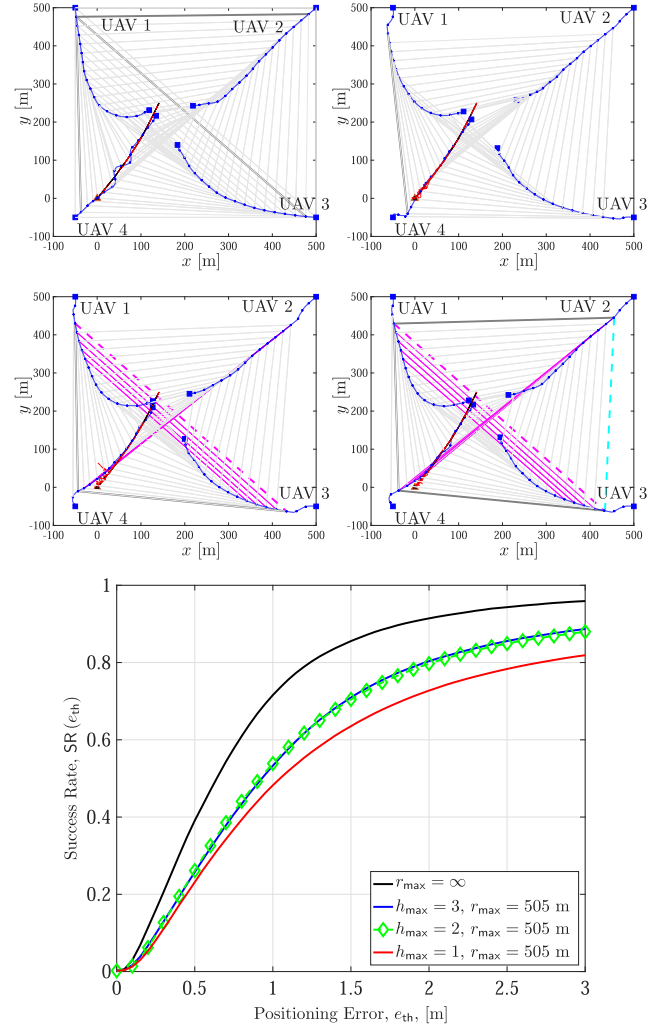 500
400
300
200
100
0
-100
y [m]
-100 0 100 200 300 400 500
x [m]
UAV 1
UAV 2
UAV 3
UAV 4
500
400
300
200
100
0
-100
y [m]
-100 0 100 200 300 400 500
x [m]
UAV 1
UAV 2
UAV 3
UAV 4
500
400
300
200
100
0
-100
y [m]
-100 0 100 200 300 400 500
x [m]
UAV 1
UAV 2
UAV 3
UAV 4
500
400
300
200
100
0
-100
y [m]
-100 0 100 200 300 400 500
x [m]
UAV 1
UAV 2
UAV 3
UAV 4
1
0.8
0.6
0.4
0.2
0
Success Rate, SR (e_th)
r_max = ∞
h_max = 3, r_max = 505 m
h_max = 2, r_max = 505 m
h_max = 1, r_max = 505 m
0 0.5 1 1.5 2 2.5 3
Positioning Error, e_th, [m]